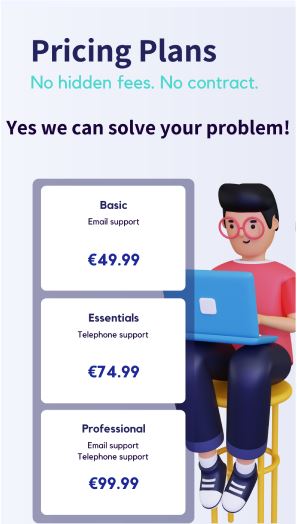 Pricing Plans
No hidden fees. No contract.
Yes we can solve your problem!
Basic
Email support
€49.99
Essentials
Telephone support
€74.99
Professional
Email support
Telephone support
€99.99